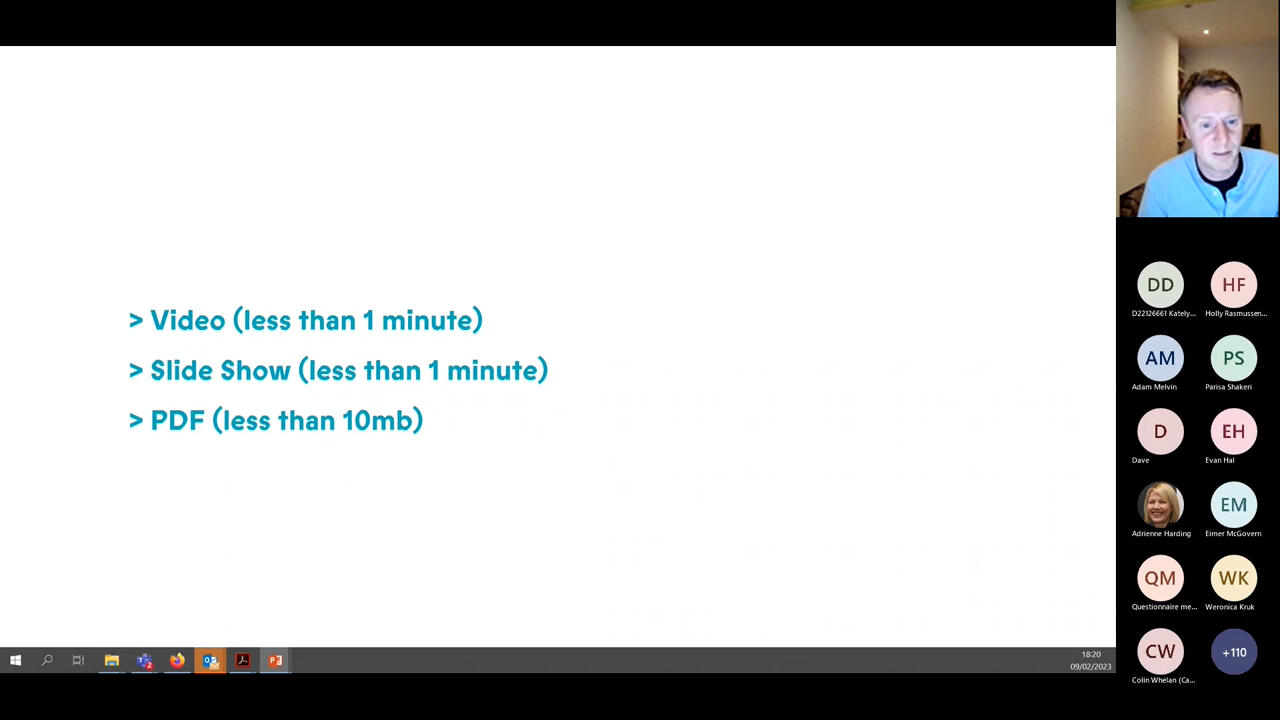 > Video (less than 1 minute)
> Slide Show (less than 1 minute)
> PDF (less than 10mb)
18:20
09/02/2023
DD
HF
D22126661 Kately...
Holly Rasmussen...
AM
PS
Adam Melvin
Parisa Shakeri
D
EH
Dave
Evan Hal
EM
Adrienne Harding
Eimer McGovern
QM
WK
Questionnaire me...
Weronica Kruk
CW
+110
Colin Whelan (Ca...